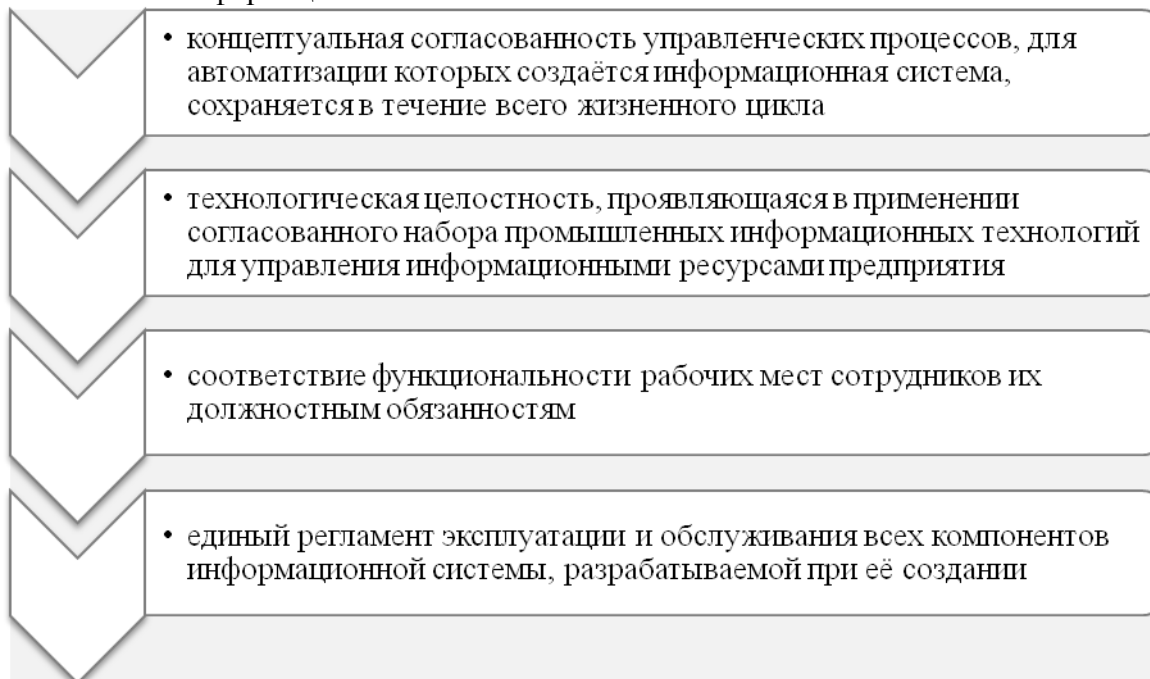 • концептуальная согласованность управленческих процессов, для
автоматизации которых создаётся информационная система,
сохраняется в течение всего жизненного цикла
• технологическая целостность, проявляющаяся в применении
согласованного набора промышленных информационных технологий
для управления информационными ресурсами предприятия
• соответствие функциональности рабочих мест сотрудников их
должностным обязанностям
• единый регламент эксплуатации и обслуживания всех компонентов
информационной системы, разрабатываемой при её создании